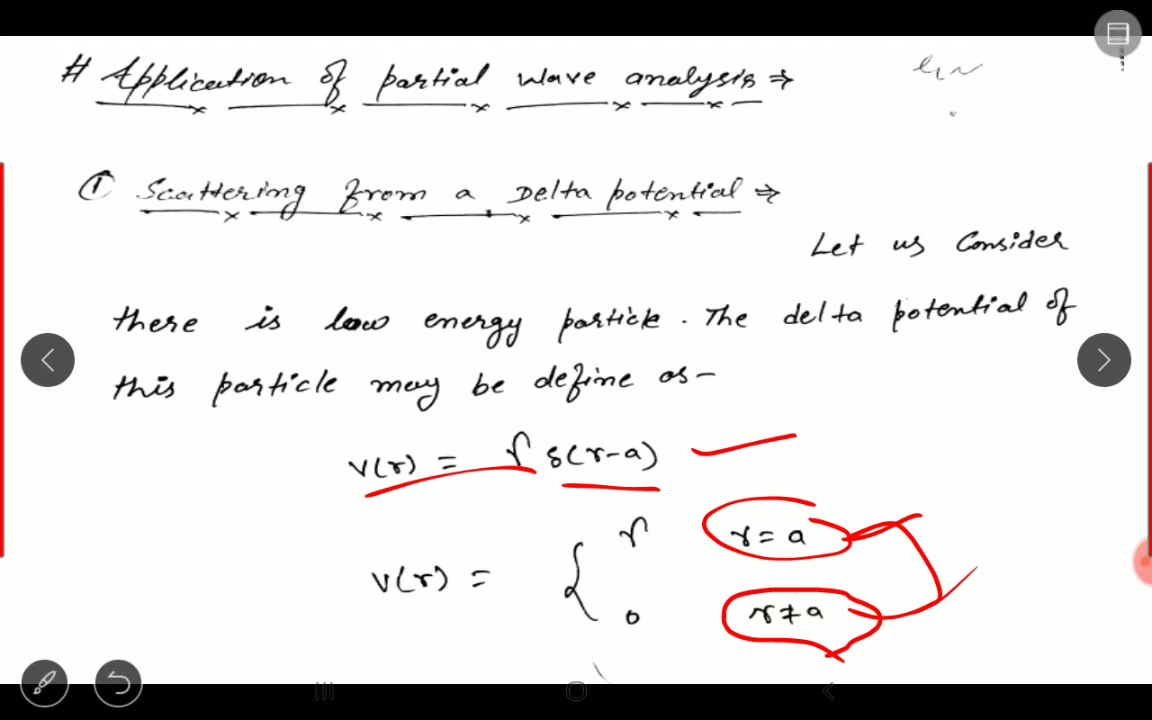 # Application of partial wave analysis ⇒
① Scattering from a Delta potential ⇒
Let us Consider
there is low energy particle. The delta potential of
this particle may be define as -
V(r) = γ δ(r-a)
V(r) = { γ r = a
0 r ≠ a